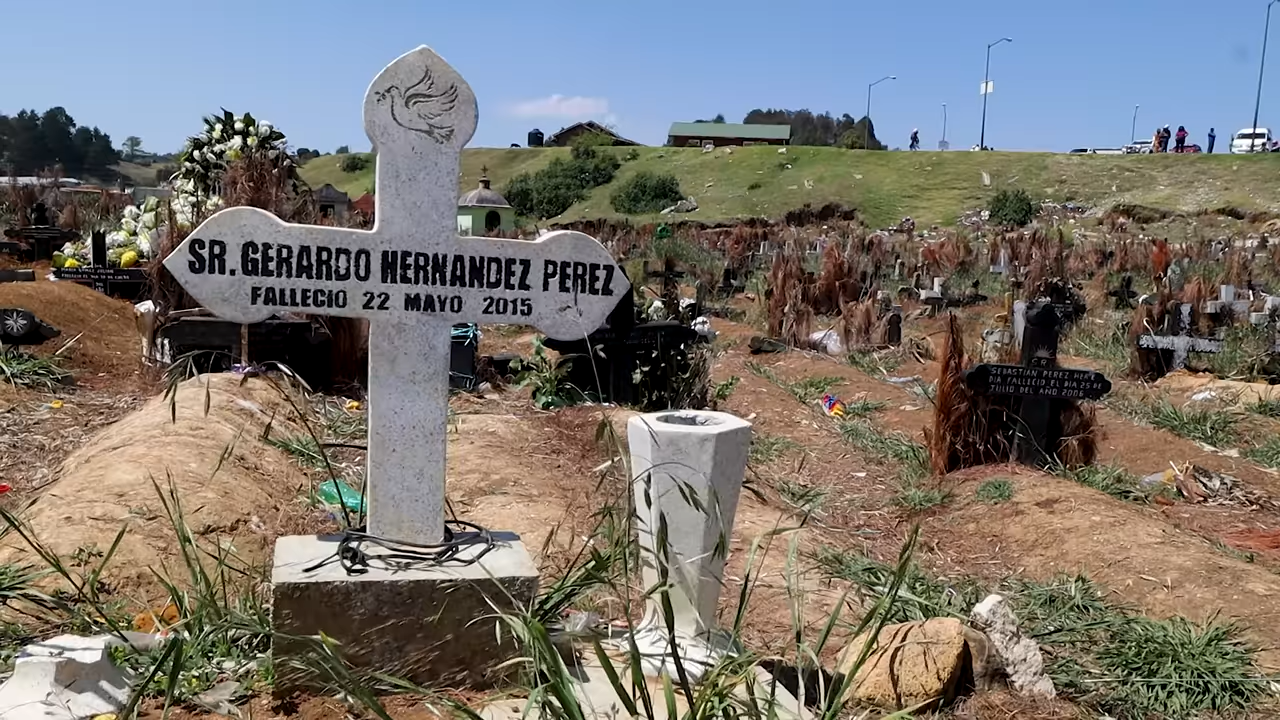 SR. GERARDO HERNANDEZ PEREZ
FALLECIO 22 MAYO 2015
SEBASTIAN PEREZ HER
DIA FALLECIO EL DIA 25 DE
JULIO DEL AÑO 2006